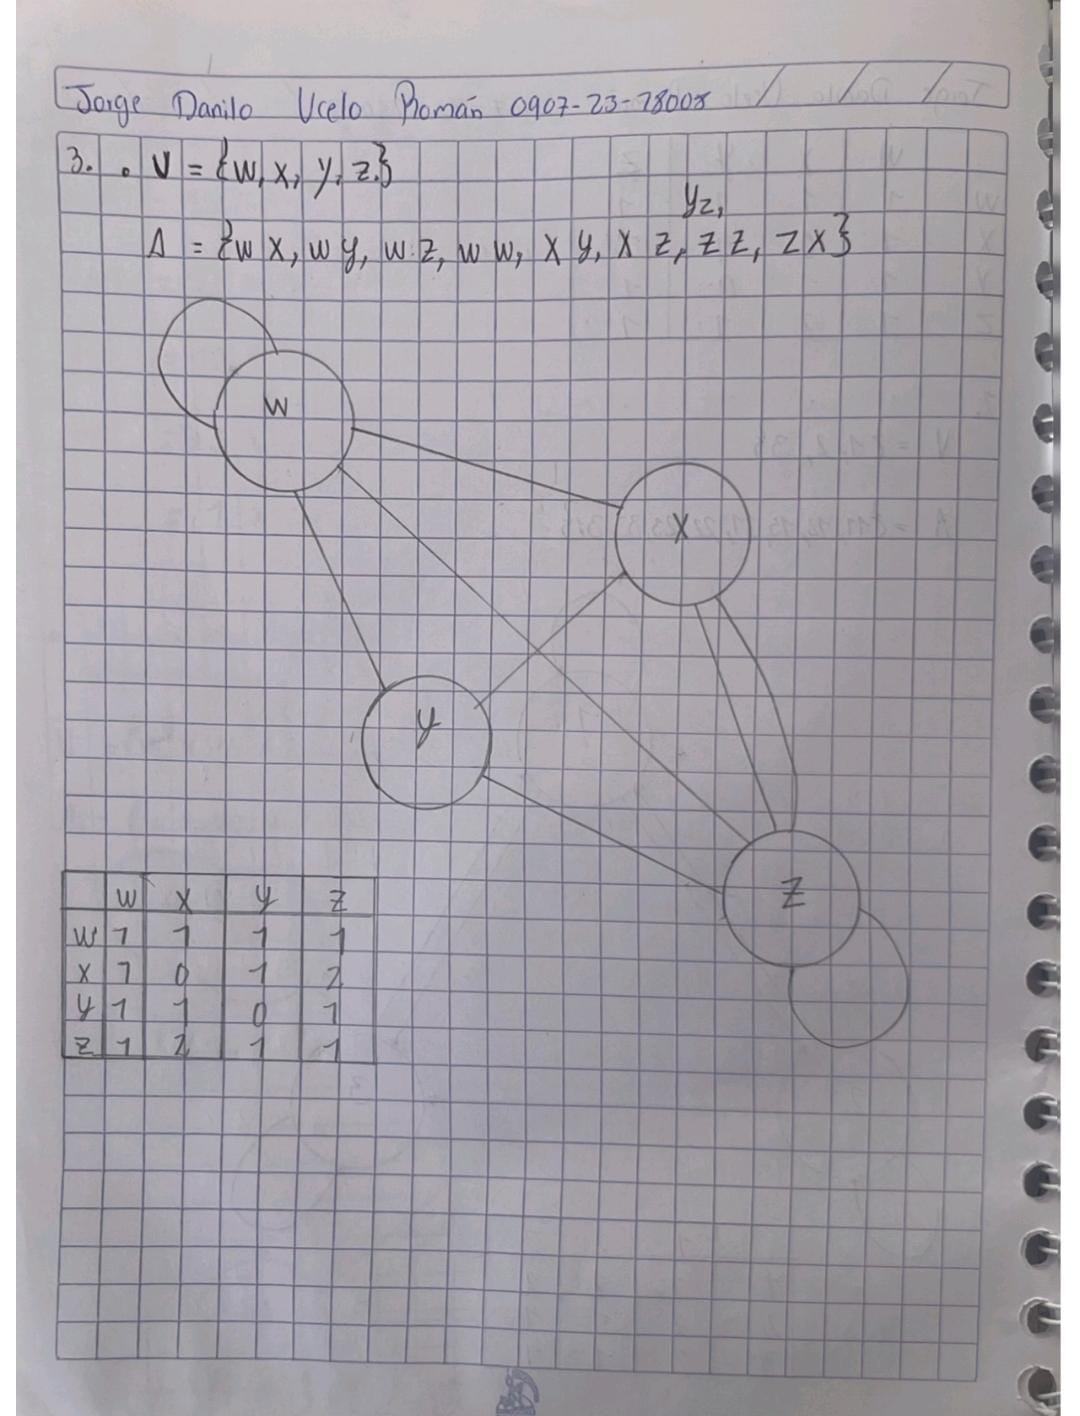 Jorge Danilo Ucelo Román 0907-23-28008
3. • V = {w, x, y, z.}
yz,
A = {wx, wy, wz, ww, xy, xz, zz, zx}
w
x
y
z
w x y z
w 1 1 1 1
x 1 0 1 2
y 1 1 0 1
z 1 2 1 1